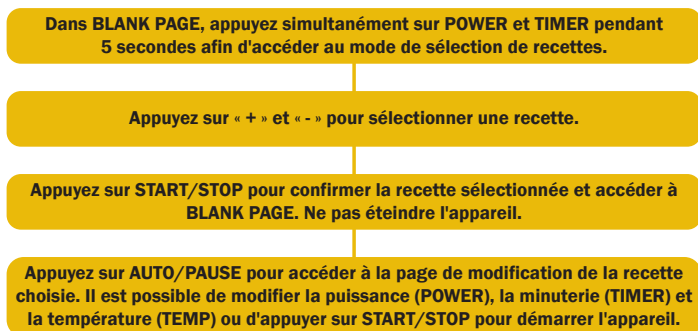 Dans BLANK PAGE, appuyez simultanément sur POWER et TIMER pendant
5 secondes afin d'accéder au mode de sélection de recettes.
Appuyez sur « + » et « - » pour sélectionner une recette.
Appuyez sur START/STOP pour confirmer la recette sélectionnée et accéder à
BLANK PAGE. Ne pas éteindre l'appareil.
Appuyez sur AUTO/PAUSE pour accéder à la page de modification de la recette
choisie. Il est possible de modifier la puissance (POWER), la minuterie (TIMER) et
la température (TEMP) ou d'appuyer sur START/STOP pour démarrer l'appareil.